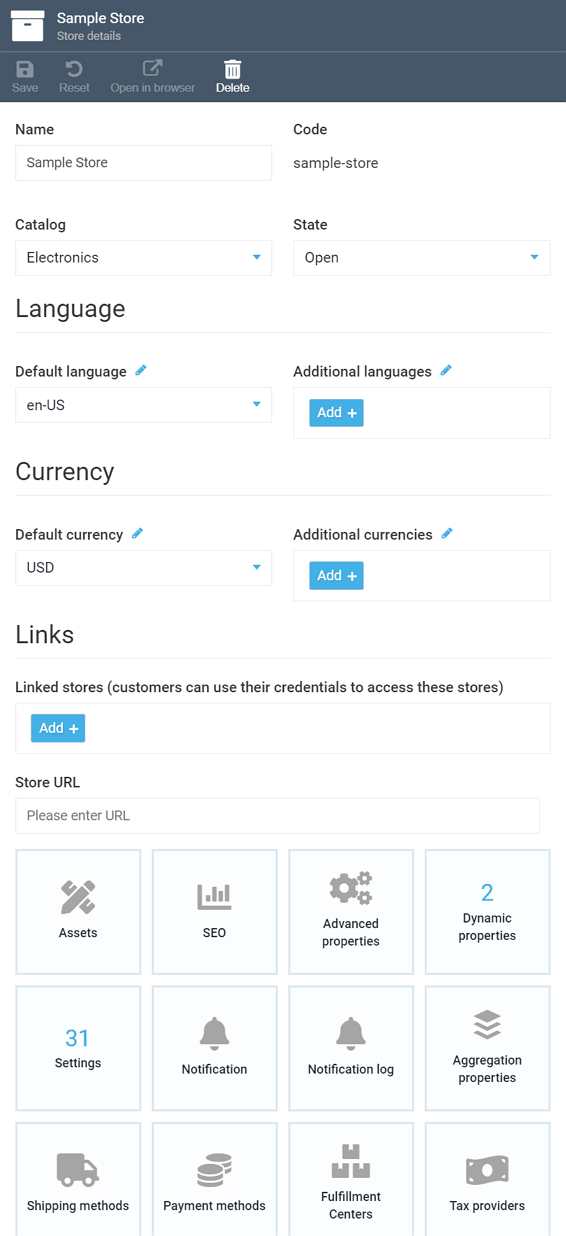 Sample Store
Store details
Save Reset Open in browser Delete
Name Code
Sample Store sample-store
Catalog State
Electronics Open
Language
Default language Additional languages
en-US Add +
Currency
Default currency Additional currencies
USD Add +
Links
Linked stores (customers can use their credentials to access these stores)
Add +
Store URL
Please enter URL
Assets SEO Advanced properties 2 Dynamic properties
31 Settings Notification Notification log Aggregation properties
Shipping methods Payment methods Fulfillment Centers Tax providers